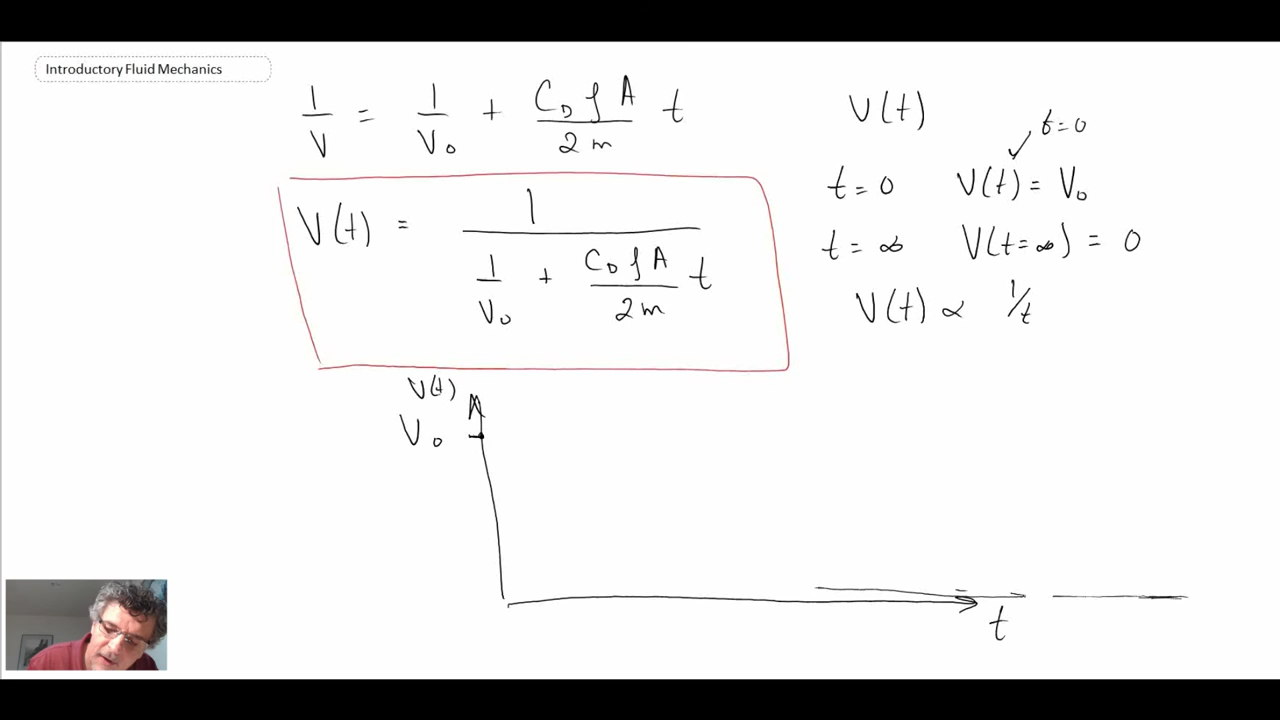 Introductory Fluid Mechanics
1/V = 1/V₀ + (C_D ρ A)/(2m) t
V(t) = 1/(1/V₀ + (C_D ρ A)/(2m) t)
V(t)
t=0
t=0 V(t) = V₀
t=∞ V(t=∞) = 0
V(t) ∝ 1/t
V(t)
V₀
t